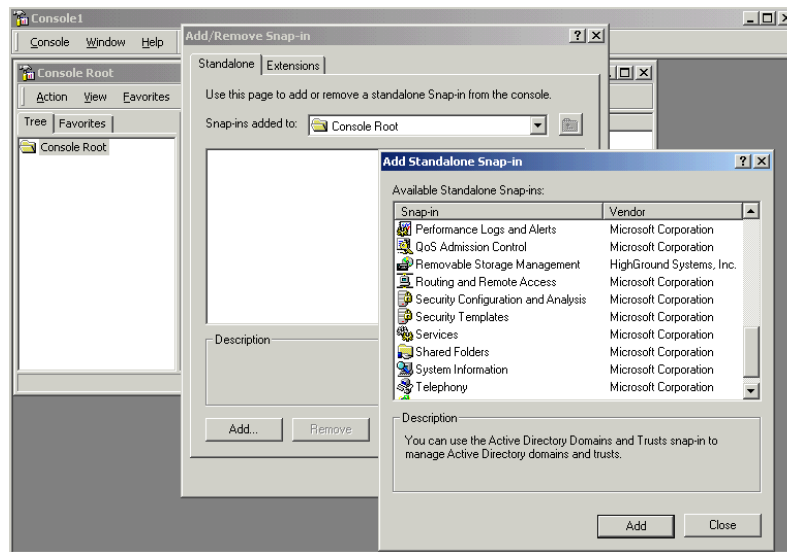 Console1
Console Window Help
Console Root
Action View Favorites
Tree Favorites
Console Root
Add/Remove Snap-in
Standalone Extensions
Use this page to add or remove a standalone Snap-in from the console.
Snap-ins added to: Console Root
Description
Add... Remove
Add Standalone Snap-in
Available Standalone Snap-ins:
Snap-in Vendor
Performance Logs and Alerts Microsoft Corporation
QoS Admission Control Microsoft Corporation
Removable Storage Management HighGround Systems, Inc.
Routing and Remote Access Microsoft Corporation
Security Configuration and Analysis Microsoft Corporation
Security Templates Microsoft Corporation
Services Microsoft Corporation
Shared Folders Microsoft Corporation
System Information Microsoft Corporation
Telephony Microsoft Corporation
Description
You can use the Active Directory Domains and Trusts snap-in to
manage Active Directory domains and trusts.
Add Close